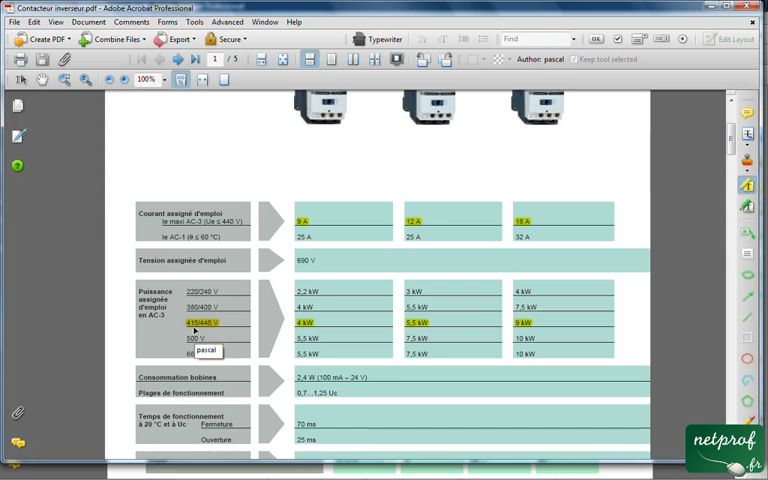 Contacteur inverseur.pdf - Adobe Acrobat Professional
File Edit View Document Comments Forms Tools Advanced Window Help
Create PDF Combine Files Export Secure Typewriter Find OK Edit Layout
1 / 5 Author: pascal Keep tool selected
100%
Courant assigné d'emploi
le maxi AC-3 (Ue ≤ 440 V) 9 A 12 A 18 A
le AC-1 (θ ≤ 60 °C) 25 A 25 A 32 A
Tension assignée d'emploi 690 V
Puissance 220/240 V 2,2 kW 3 kW 4 kW
assignée
d'emploi 380/400 V 4 kW 5,5 kW 7,5 kW
en AC-3
415/440 V 4 kW 5,5 kW 9 kW
500 V 5,5 kW 7,5 kW 10 kW
pascal
66 5,5 kW 7,5 kW 10 kW
Consommation bobines 2,4 W (100 mA – 24 V)
Plages de fonctionnement 0,7...1,25 Uc
Temps de fonctionnement
à 20 °C et à Uc Fermeture 70 ms
Ouverture 25 ms
netprof
.fr